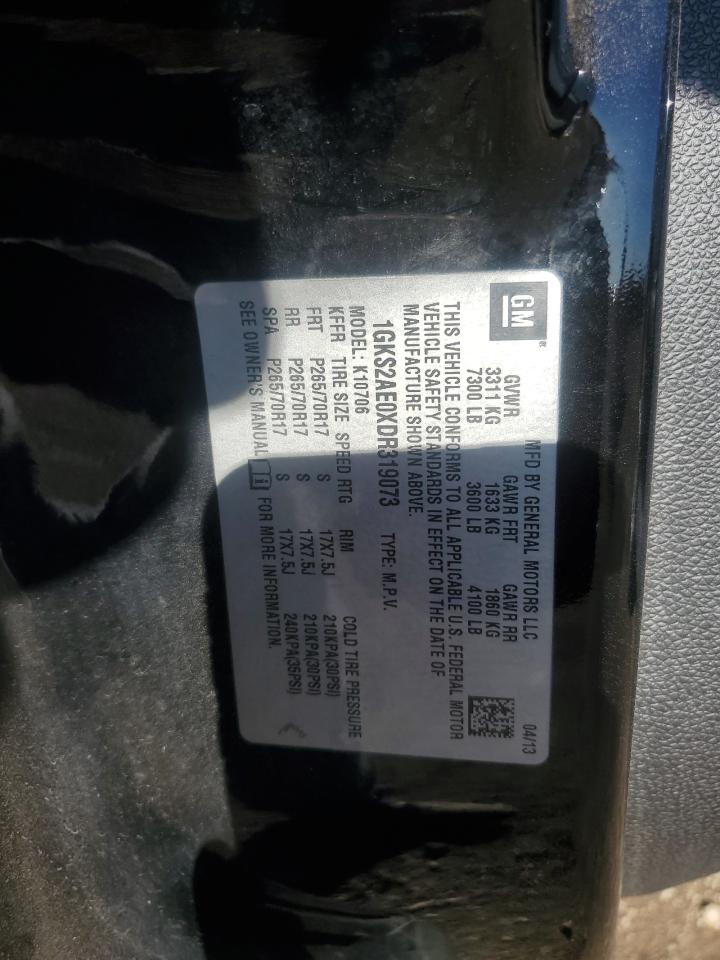 GM®
MFD BY GENERAL MOTORS LLC 04/13
GVWR GAWR FRT GAWR RR
3311 KG 1633 KG 1860 KG
7300 LB 3600 LB 4100 LB
THIS VEHICLE CONFORMS TO ALL APPLICABLE U.S. FEDERAL MOTOR
VEHICLE SAFETY STANDARDS IN EFFECT ON THE DATE OF
MANUFACTURE SHOWN ABOVE.
1GKS2AE0XDR319073 TYPE: M.P.V.
MODEL: K10706
KFFR TIRE SIZE SPEED RTG RIM COLD TIRE PRESSURE
FRT P265/70R17 S 17X7.5J 210KPA(30PSI)
RR P265/70R17 S 17X7.5J 210KPA(30PSI)
SPA P265/70R17 S 17X7.5J 240KPA(35PSI)
SEE OWNER'S MANUAL i FOR MORE INFORMATION.